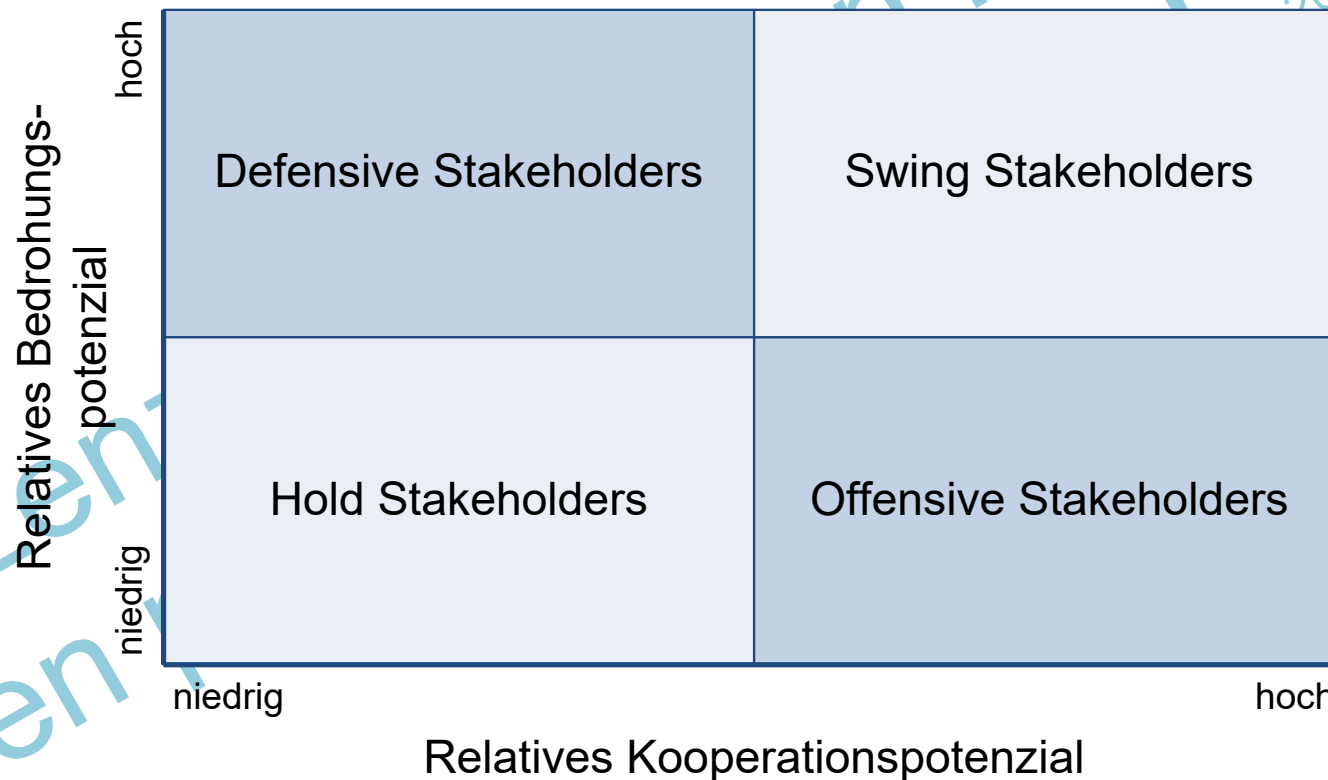 hoch
Relatives Bedrohungs-
potenzial
Defensive Stakeholders
Swing Stakeholders
Hold Stakeholders
Offensive Stakeholders
niedrig
niedrig
hoch
Relatives Kooperationspotenzial